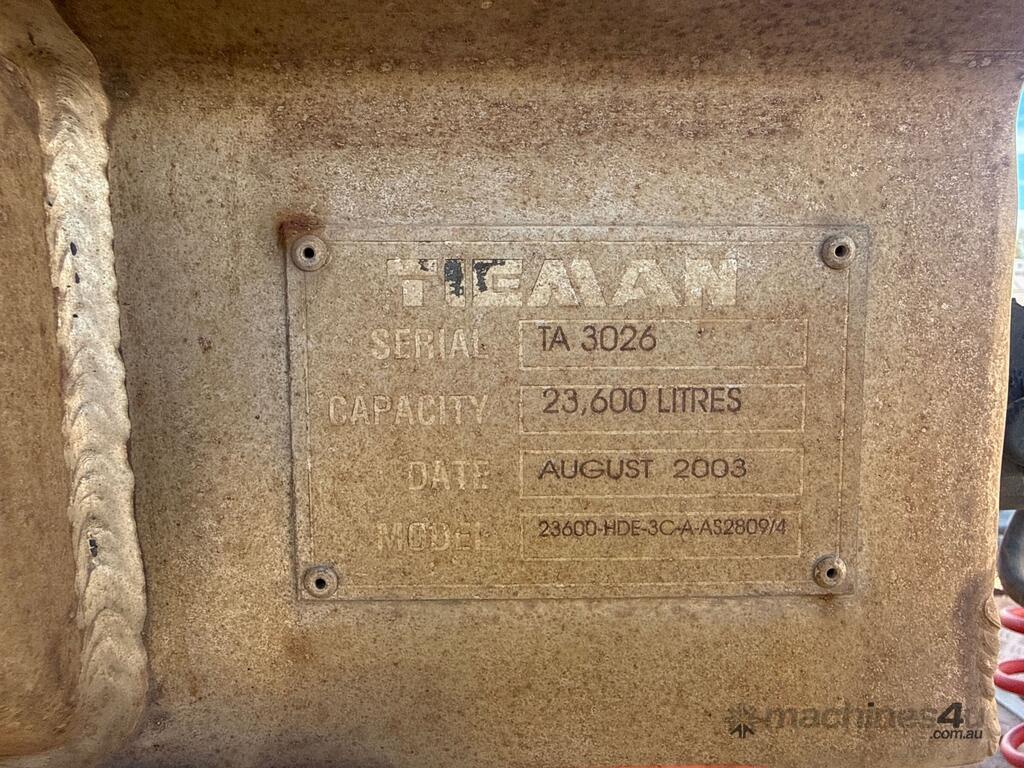 TIEMAN
SERIAL TA 3026
CAPACITY 23,600 LITRES
DATE AUGUST 2003
MODEL 23600-HDE-3C-A-AS2809/4
machines4u
.com.au